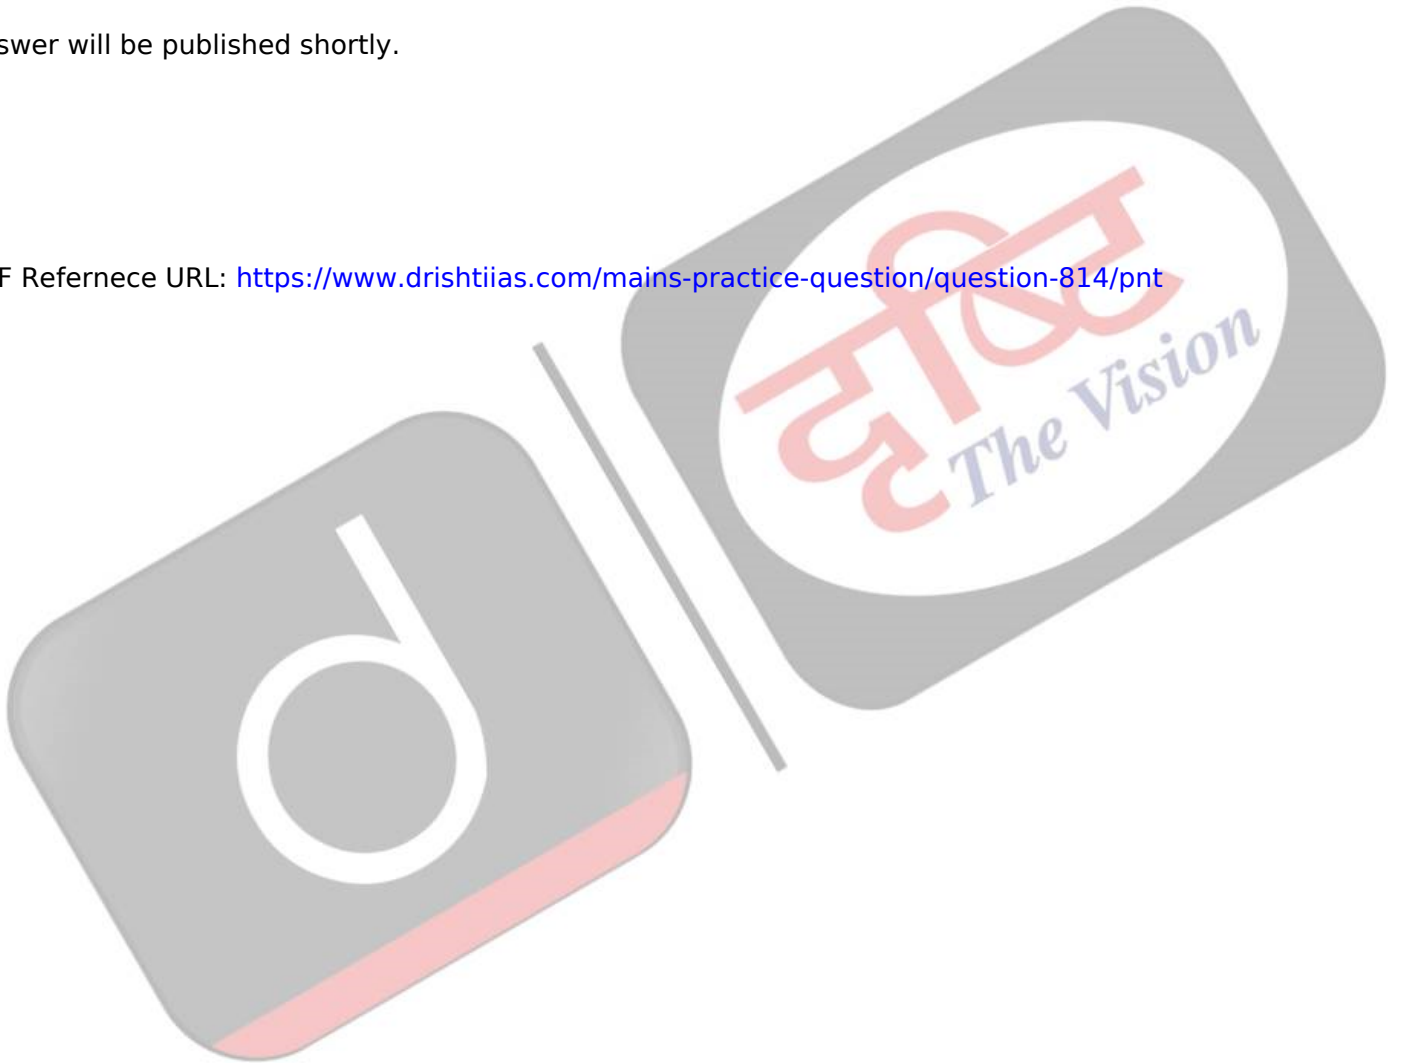 swer will be published shortly.
F Refernece URL: https://www.drishtiias.com/mains-practice-question/question-814/pnt
दृष्टि
The Vision
d